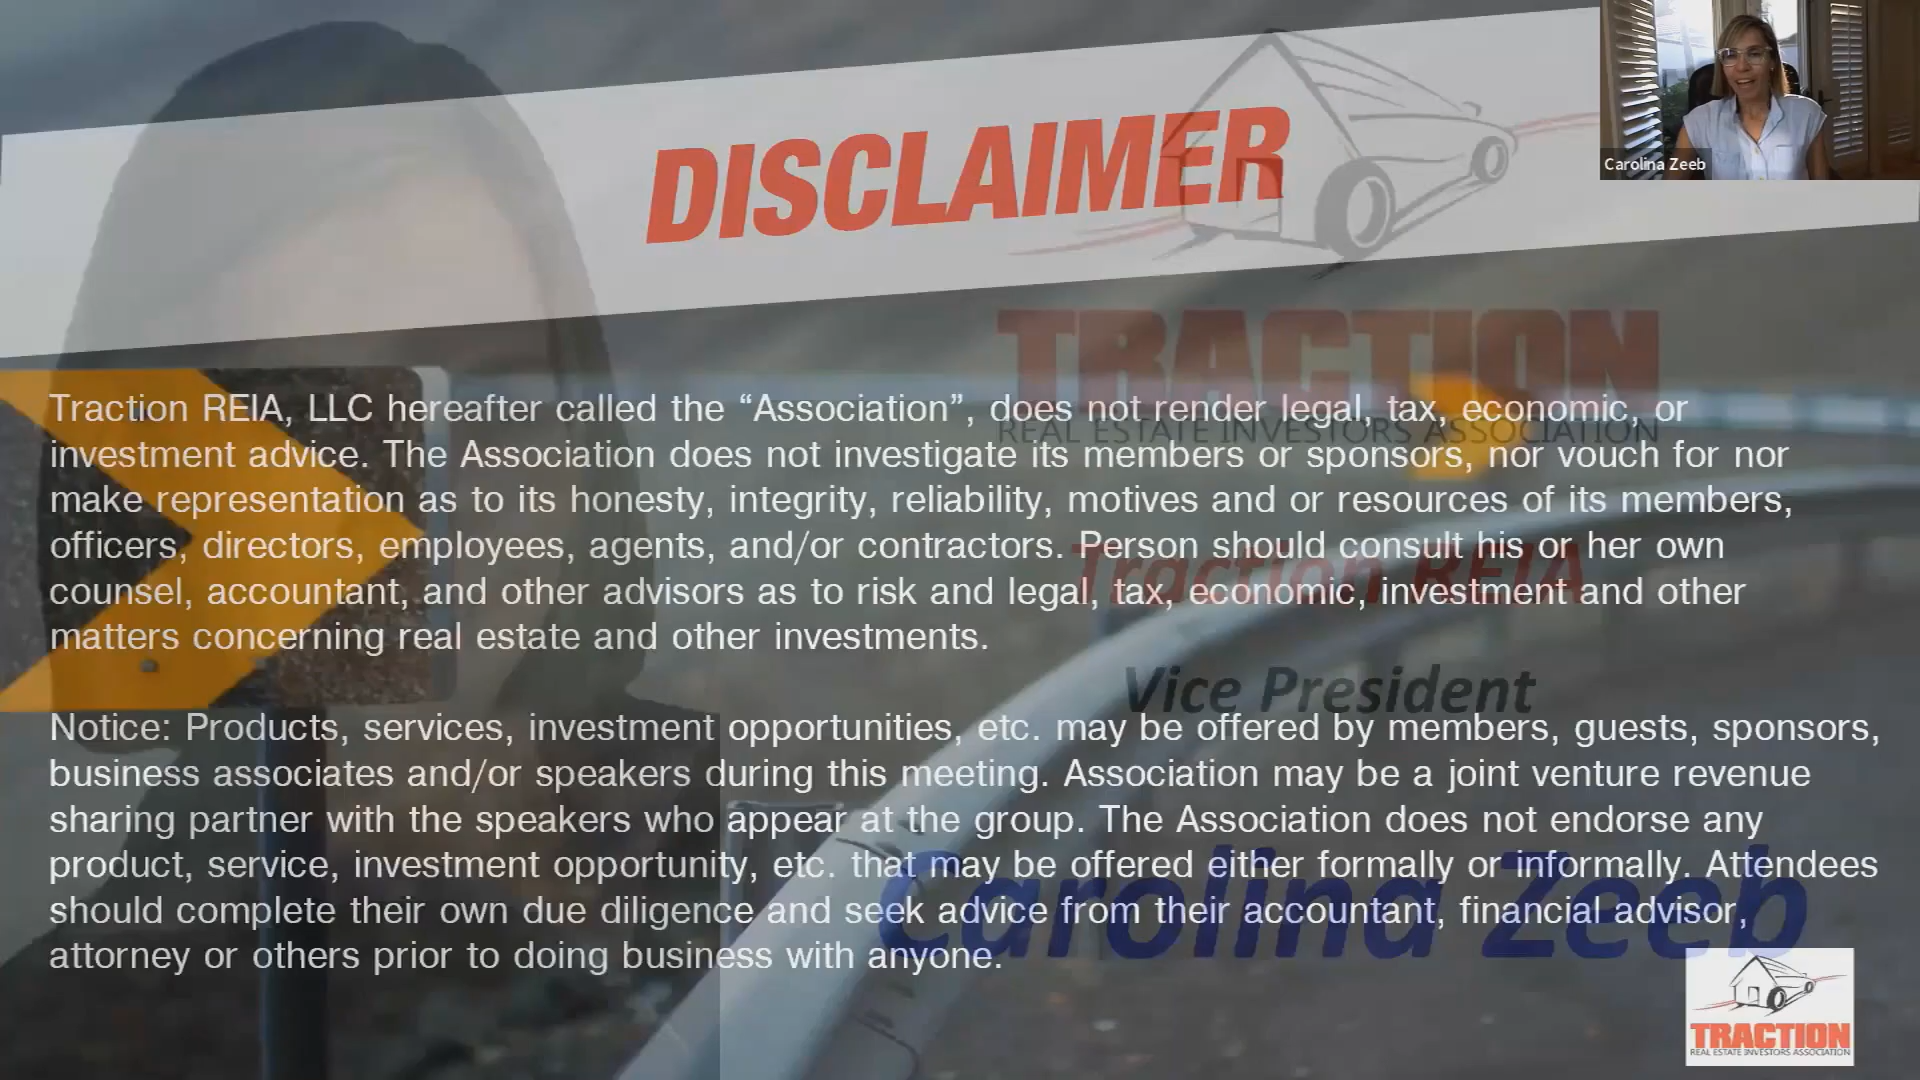 DISCLAIMER
Carolina Zeeb
TRACTION
REAL ESTATE INVESTORS ASSOCIATION
Traction REIA, LLC hereafter called the “Association”, does not render legal, tax, economic, or
investment advice. The Association does not investigate its members or sponsors, nor vouch for nor
make representation as to its honesty, integrity, reliability, motives and or resources of its members,
officers, directors, employees, agents, and/or contractors. Person should consult his or her own
counsel, accountant, and other advisors as to risk and legal, tax, economic, investment and other
matters concerning real estate and other investments.
Traction REIA
Vice President
Notice: Products, services, investment opportunities, etc. may be offered by members, guests, sponsors,
business associates and/or speakers during this meeting. Association may be a joint venture revenue
sharing partner with the speakers who appear at the group. The Association does not endorse any
product, service, investment opportunity, etc. that may be offered either formally or informally. Attendees
should complete their own due diligence and seek advice from their accountant, financial advisor,
attorney or others prior to doing business with anyone.
Carolina Zeeb
TRACTION
REAL ESTATE INVESTORS ASSOCIATION